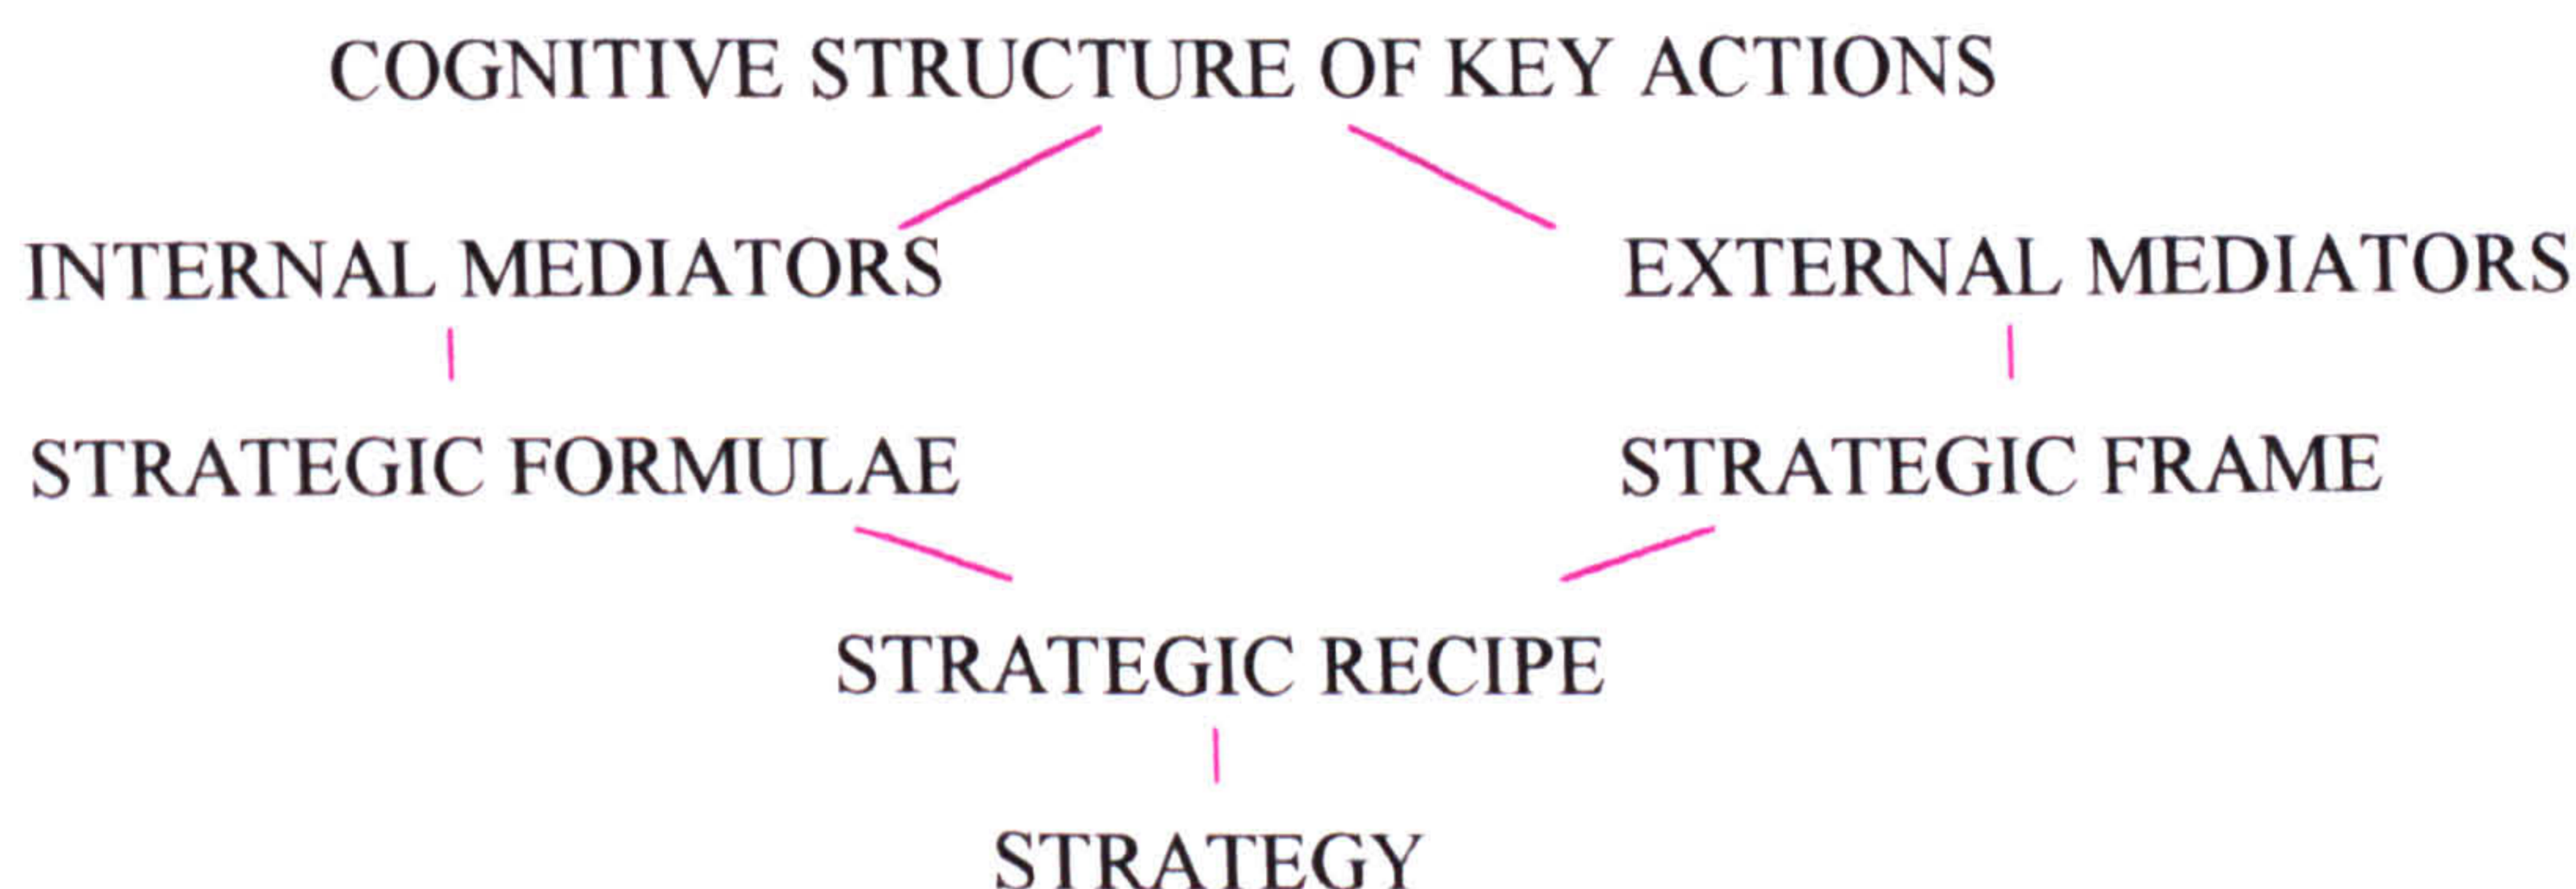 COGNITIVE STRUCTURE OF KEY ACTIONS
INTERNAL MEDIATORS EXTERNAL MEDIATORS
STRATEGIC FORMULAE STRATEGIC FRAME
STRATEGIC RECIPE
STRATEGY